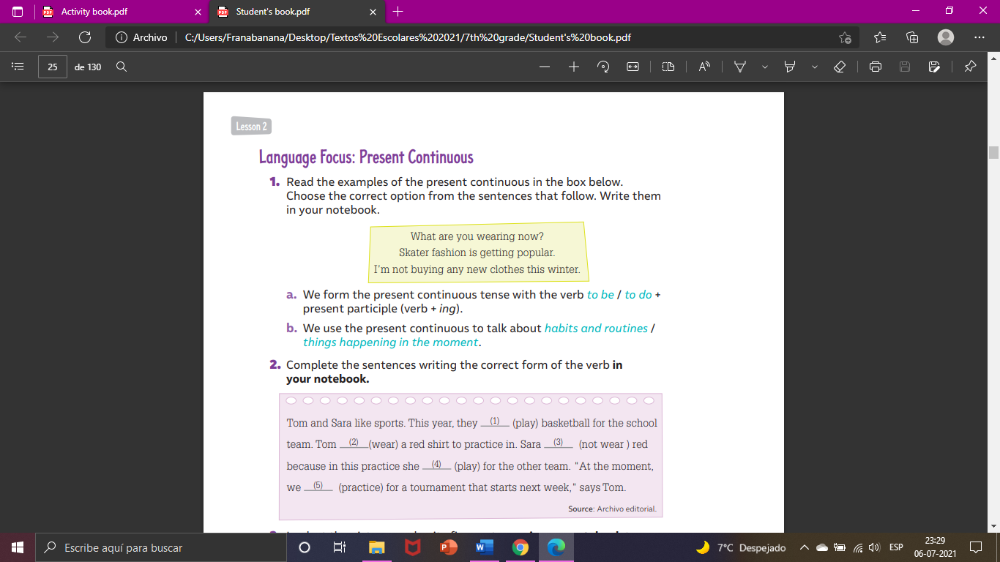 Activity book.pdf
Student's book.pdf
Archivo
C:/Users/Franabanana/Desktop/Textos%20Escolares%202021/7th%20grade/Student's%20book.pdf
25
de 130
Lesson 2
Language Focus: Present Continuous
1. Read the examples of the present continuous in the box below.
Choose the correct option from the sentences that follow. Write them
in your notebook.
What are you wearing now?
Skater fashion is getting popular.
I'm not buying any new clothes this winter.
a. We form the present continuous tense with the verb to be / to do +
present participle (verb + ing).
b. We use the present continuous to talk about habits and routines /
things happening in the moment.
2. Complete the sentences writing the correct form of the verb in
your notebook.
Tom and Sara like sports. This year, they (1) (play) basketball for the school
team. Tom (2) (wear) a red shirt to practice in. Sara (3) (not wear ) red
because in this practice she (4) (play) for the other team. "At the moment,
we (5) (practice) for a tournament that starts next week," says Tom.
Source: Archivo editorial.
Escribe aquí para buscar
7°C Despejado
ESP
23:29
06-07-2021